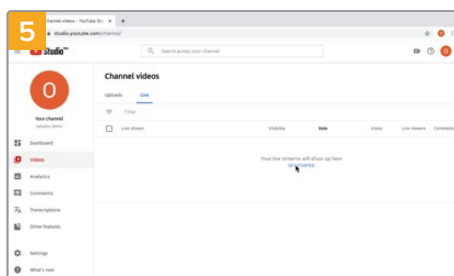 5
Channel videos - YouTube St
studio.youtube.com/channel/
Studio
Search across your channel
O
Your channel
Channel videos
Uploads
Live
Filter
Live stream
Visibility
Date
Views
Live viewers
Comments
Your live streams will show up here
GET STARTED
Dashboard
Videos
Analytics
Comments
Transcriptions
Other features
Settings
What's new